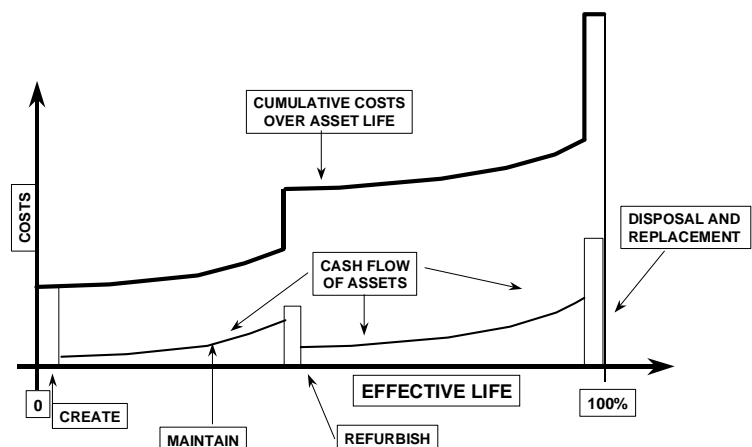 CUMULATIVE COSTS
OVER ASSET LIFE
COSTS
DISPOSAL AND
REPLACEMENT
CASH FLOW
OF ASSETS
EFFECTIVE LIFE
0
100%
CREATE
MAINTAIN
REFURBISH